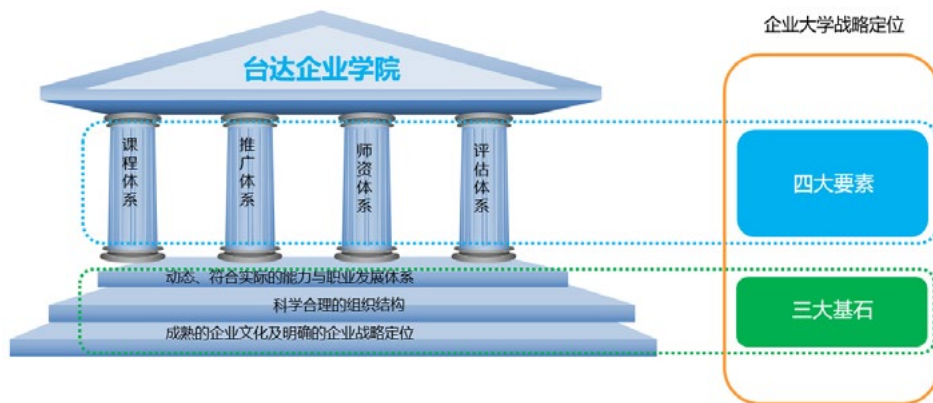 企业大学战略定位
台达企业学院
课程体系
推广体系
师资体系
评估体系
四大要素
动态、符合实际的能力与职业发展体系
科学合理的组织结构
三大基石
成熟的企业文化及明确的企业战略定位